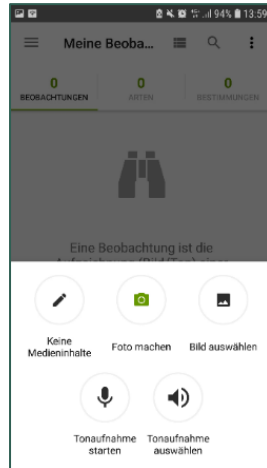 94% 13:59
Meine Beoba...
0 0 0
BEOBACHTUNGEN ARTEN BESTIMMUNGEN
Eine Beobachtung ist die
Keine Medieninhalte
Foto machen
Bild auswählen
Tonaufnahme starten
Tonaufnahme auswählen